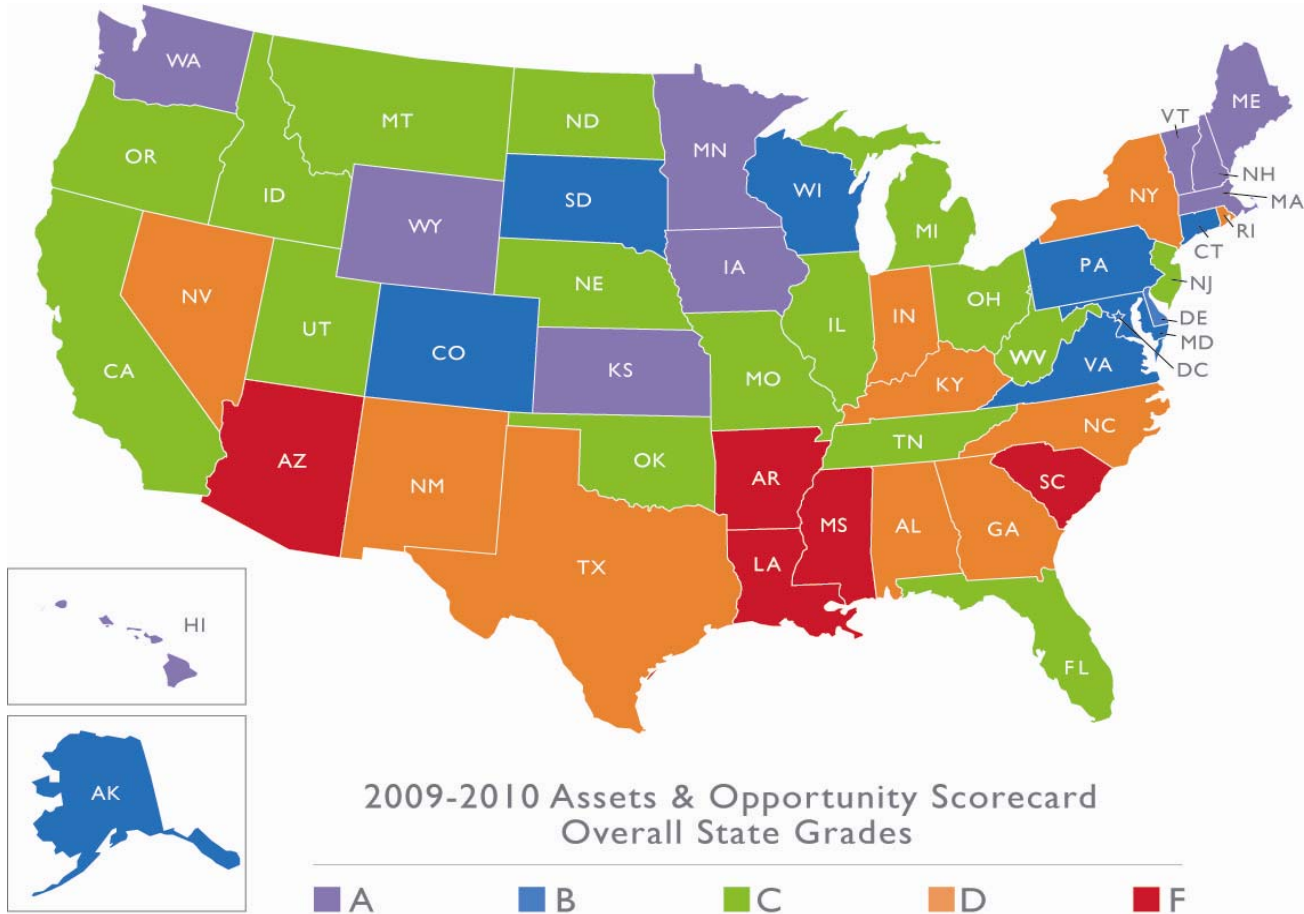 WA
MT
ND
MN
VT
ME
OR
ID
SD
WI
NY
NH
MA
WY
MI
RI
CT
IA
PA
NE
NJ
NV
UT
IL
IN
OH
DE
CO
MD
CA
KS
MO
WV
VA
DC
KY
NC
TN
AZ
OK
NM
AR
SC
MS
AL
GA
TX
LA
HI
FL
AK
2009-2010 Assets & Opportunity Scorecard
Overall State Grades
A B C D F